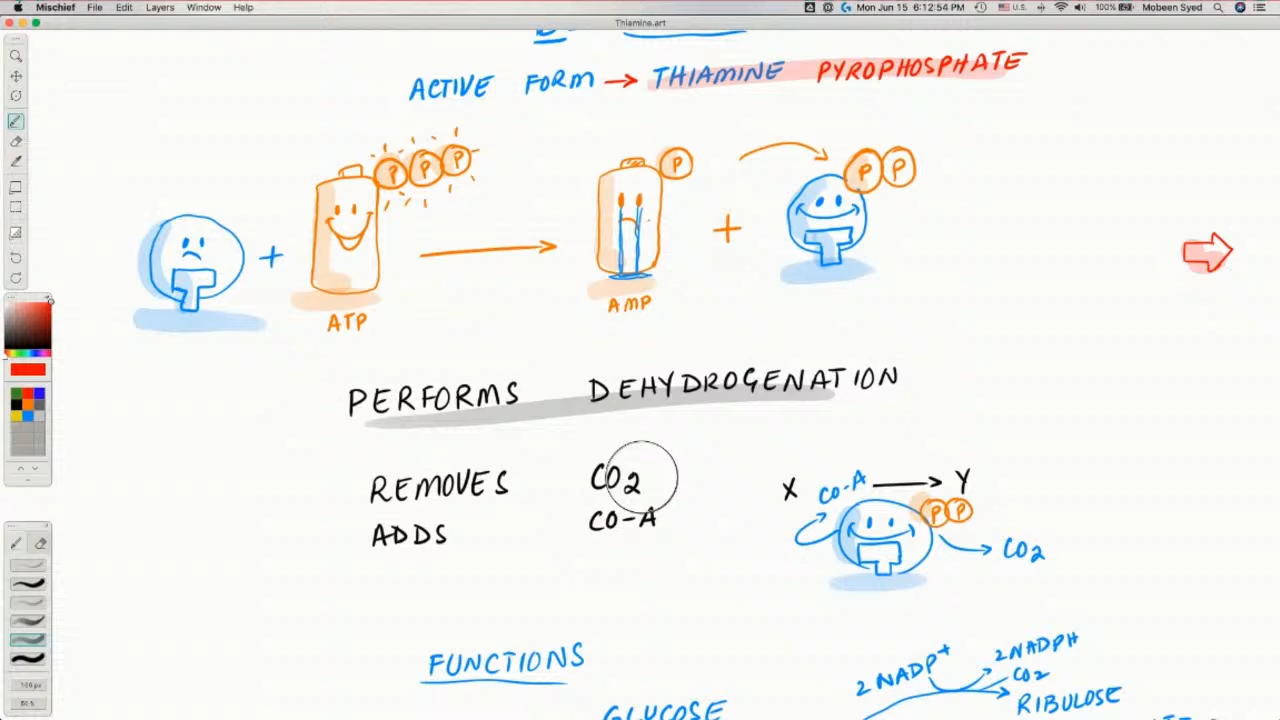 Mischief File Edit Layers Window Help Mon Jun 15 6:12:54 PM U.S. 100% Mobeen Syed
Thiamine.art
ACTIVE FORM → THIAMINE PYROPHOSPHATE
P P P
P
P P
+
+
ATP
AMP
PERFORMS DEHYDROGENATION
REMOVES CO2
ADDS CO-A
X CO-A → Y
P P
CO2
FUNCTIONS
2 NADP+
2 NADPH
CO2
RIBULOSE
GLUCOSE